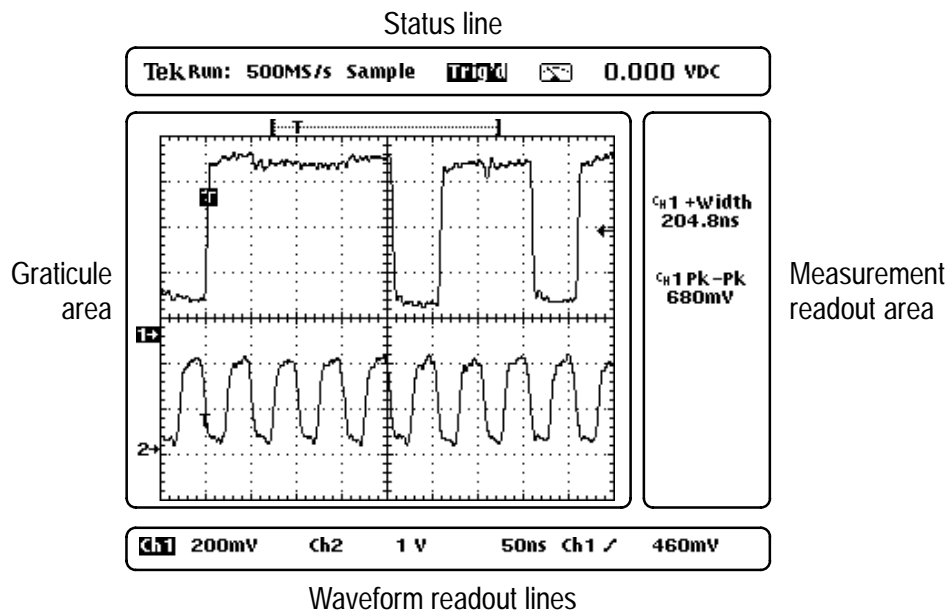 Status line
Tek Run: 500MS/s Sample Trig'd 0.000 VDC
T
T
CH1 +Width
204.8ns
CH1 Pk-Pk
680mV
Graticule
area
Measurement
readout area
1→
T
2→
Ch1 200mV Ch2 1 V 50ns Ch1 460mV
Waveform readout lines